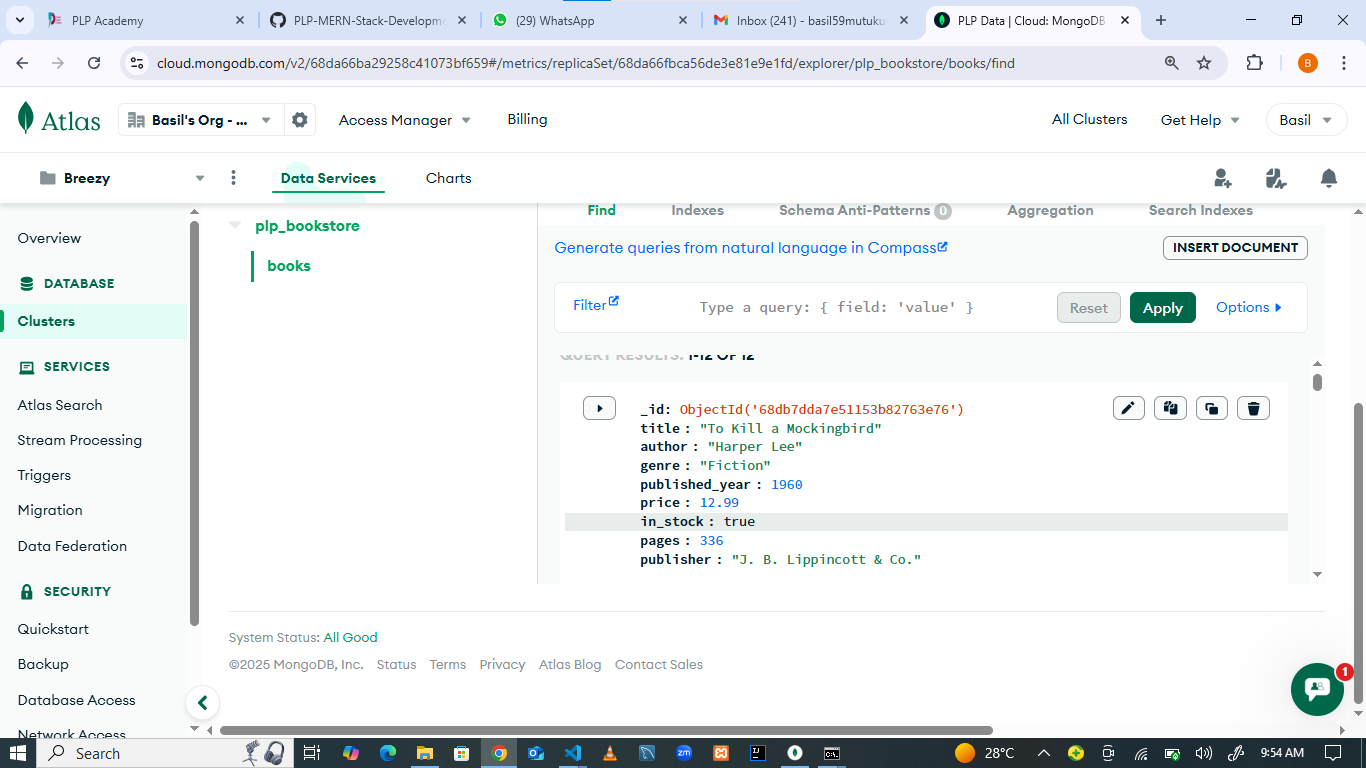 PLP Academy
PLP-MERN-Stack-Developme
(29) WhatsApp
Inbox (241) - basil59mutuku
PLP Data | Cloud: MongoDB
cloud.mongodb.com/v2/68da66ba29258c41073bf659#/metrics/replicaSet/68da66fbca56de3e81e9e1fd/explorer/plp_bookstore/books/find
B
Atlas
Basil's Org - ...
Access Manager
Billing
All Clusters
Get Help
Basil
Breezy
Data Services
Charts
Overview
DATABASE
Clusters
SERVICES
Atlas Search
Stream Processing
Triggers
Migration
Data Federation
SECURITY
Quickstart
Backup
Database Access
Network Access
plp_bookstore
books
Find
Indexes
Schema Anti-Patterns 0
Aggregation
Search Indexes
Generate queries from natural language in Compass
INSERT DOCUMENT
Filter
Type a query: { field: 'value' }
Reset
Apply
Options
QUERY RESULTS: 1-12 OF 12
_id: ObjectId('68db7dda7e51153b82763e76')
title: "To Kill a Mockingbird"
author: "Harper Lee"
genre: "Fiction"
published_year: 1960
price: 12.99
in_stock: true
pages: 336
publisher: "J. B. Lippincott & Co."
System Status: All Good
©2025 MongoDB, Inc.
Status
Terms
Privacy
Atlas Blog
Contact Sales
1
Search
zm
IJ
28°C
9:54 AM